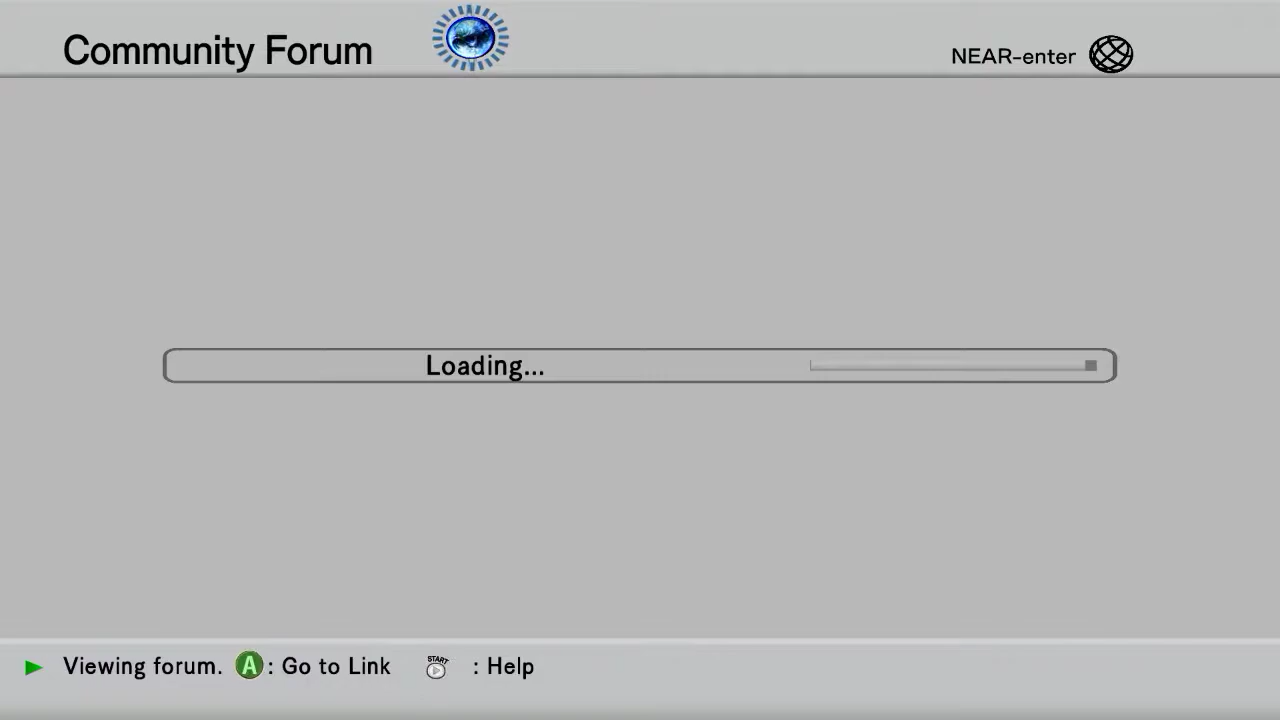 Community Forum
NEAR-enter
Loading...
Viewing forum. A : Go to Link START : Help